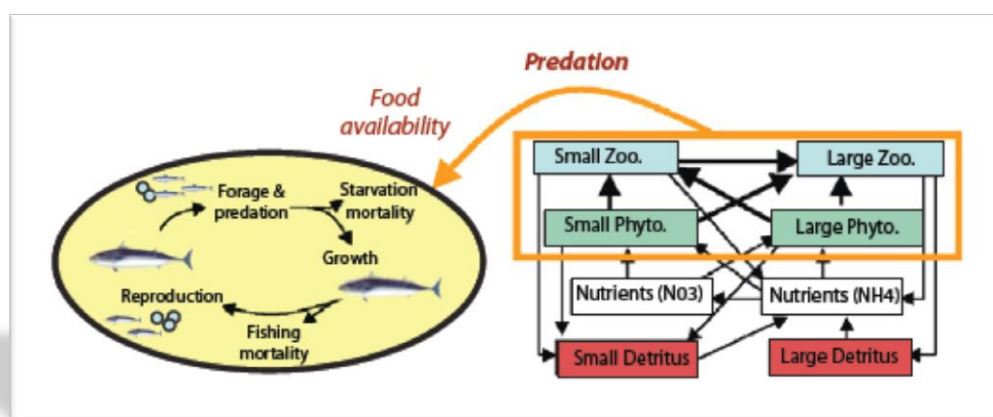 Predation
Food
availability
Forage &
predation
Starvation
mortality
Growth
Reproduction
Fishing
mortality
Small Zoo.
Large Zoo.
Small Phyto.
Large Phyto.
Nutrients (N03)
Nutrients (NH4)
Small Detritus
Large Detritus